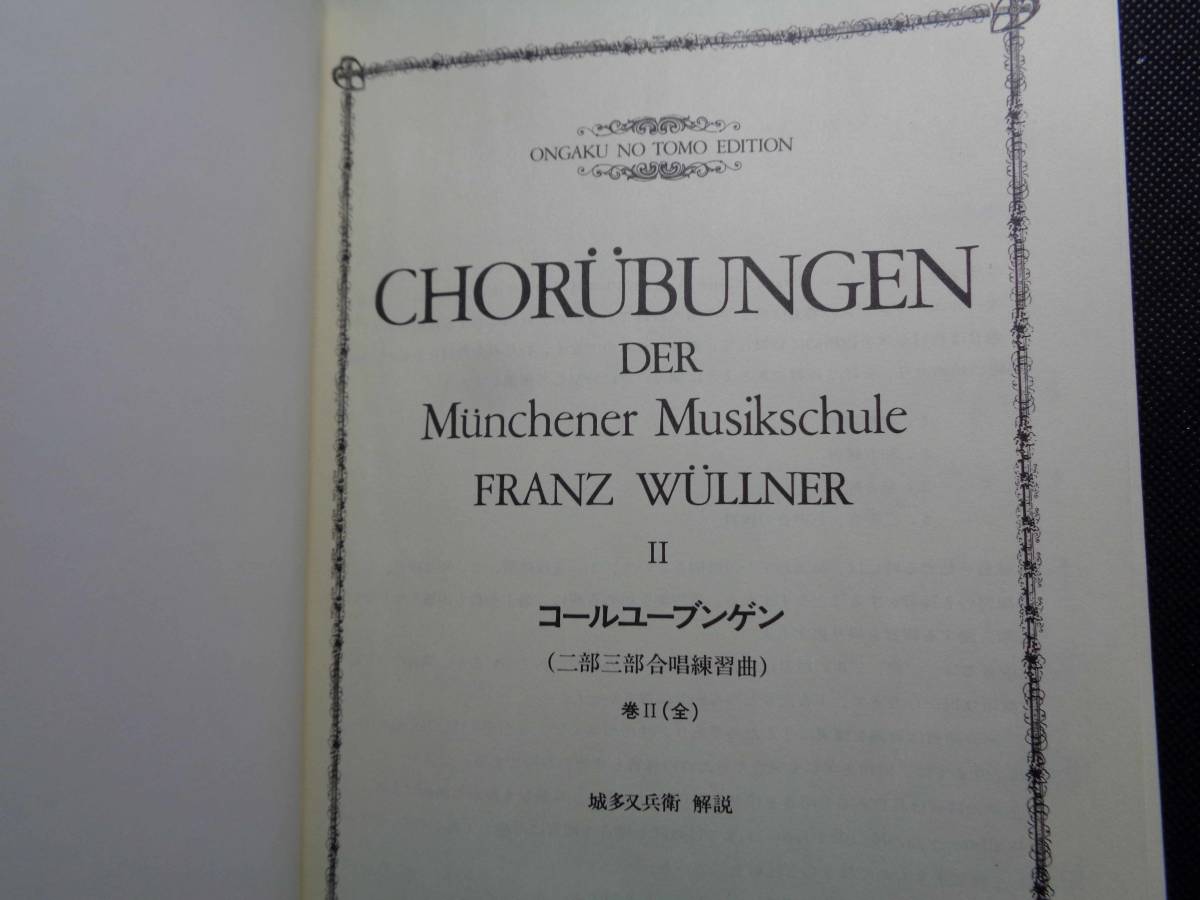 ONGAKU NO TOMO EDITION
CHORÜBUNGEN
DER
Münchener Musikschule
FRANZ WÜLLNER
II
コールユーブンゲン
(二部三部合唱練習曲)
巻II(全)
城多又兵衛 解説